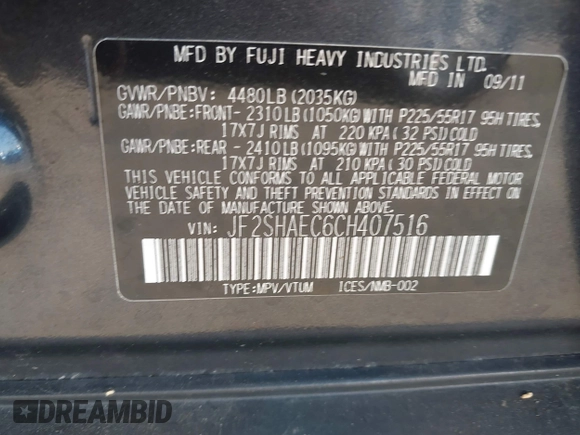 MFD BY FUJI HEAVY INDUSTRIES LTD.
MFD IN 09/11
GVWR/PNBV: 4480LB(2035KG)
GAWR/PNBE:FRONT- 2310LB(1050KG)WITH P225/55R17 95H TIRES,
17X7J RIMS AT 220 KPA(32 PSI)COLD
GAWR/PNBE:REAR - 2410LB(1095KG)WITH P225/55R17 95H TIRES,
17X7J RIMS AT 210 KPA(30 PSI)COLD
THIS VEHICLE CONFORMS TO ALL APPLICABLE FEDERAL MOTOR
VEHICLE SAFETY AND THEFT PREVENTION STANDARDS IN EFFECT
ON THE DATE OF MANUFACTURE SHOWN ABOVE.
VIN: JF2SHAEC6CH407516
TYPE:MPV/VTUM ICES/NMB-002
DREAMBID